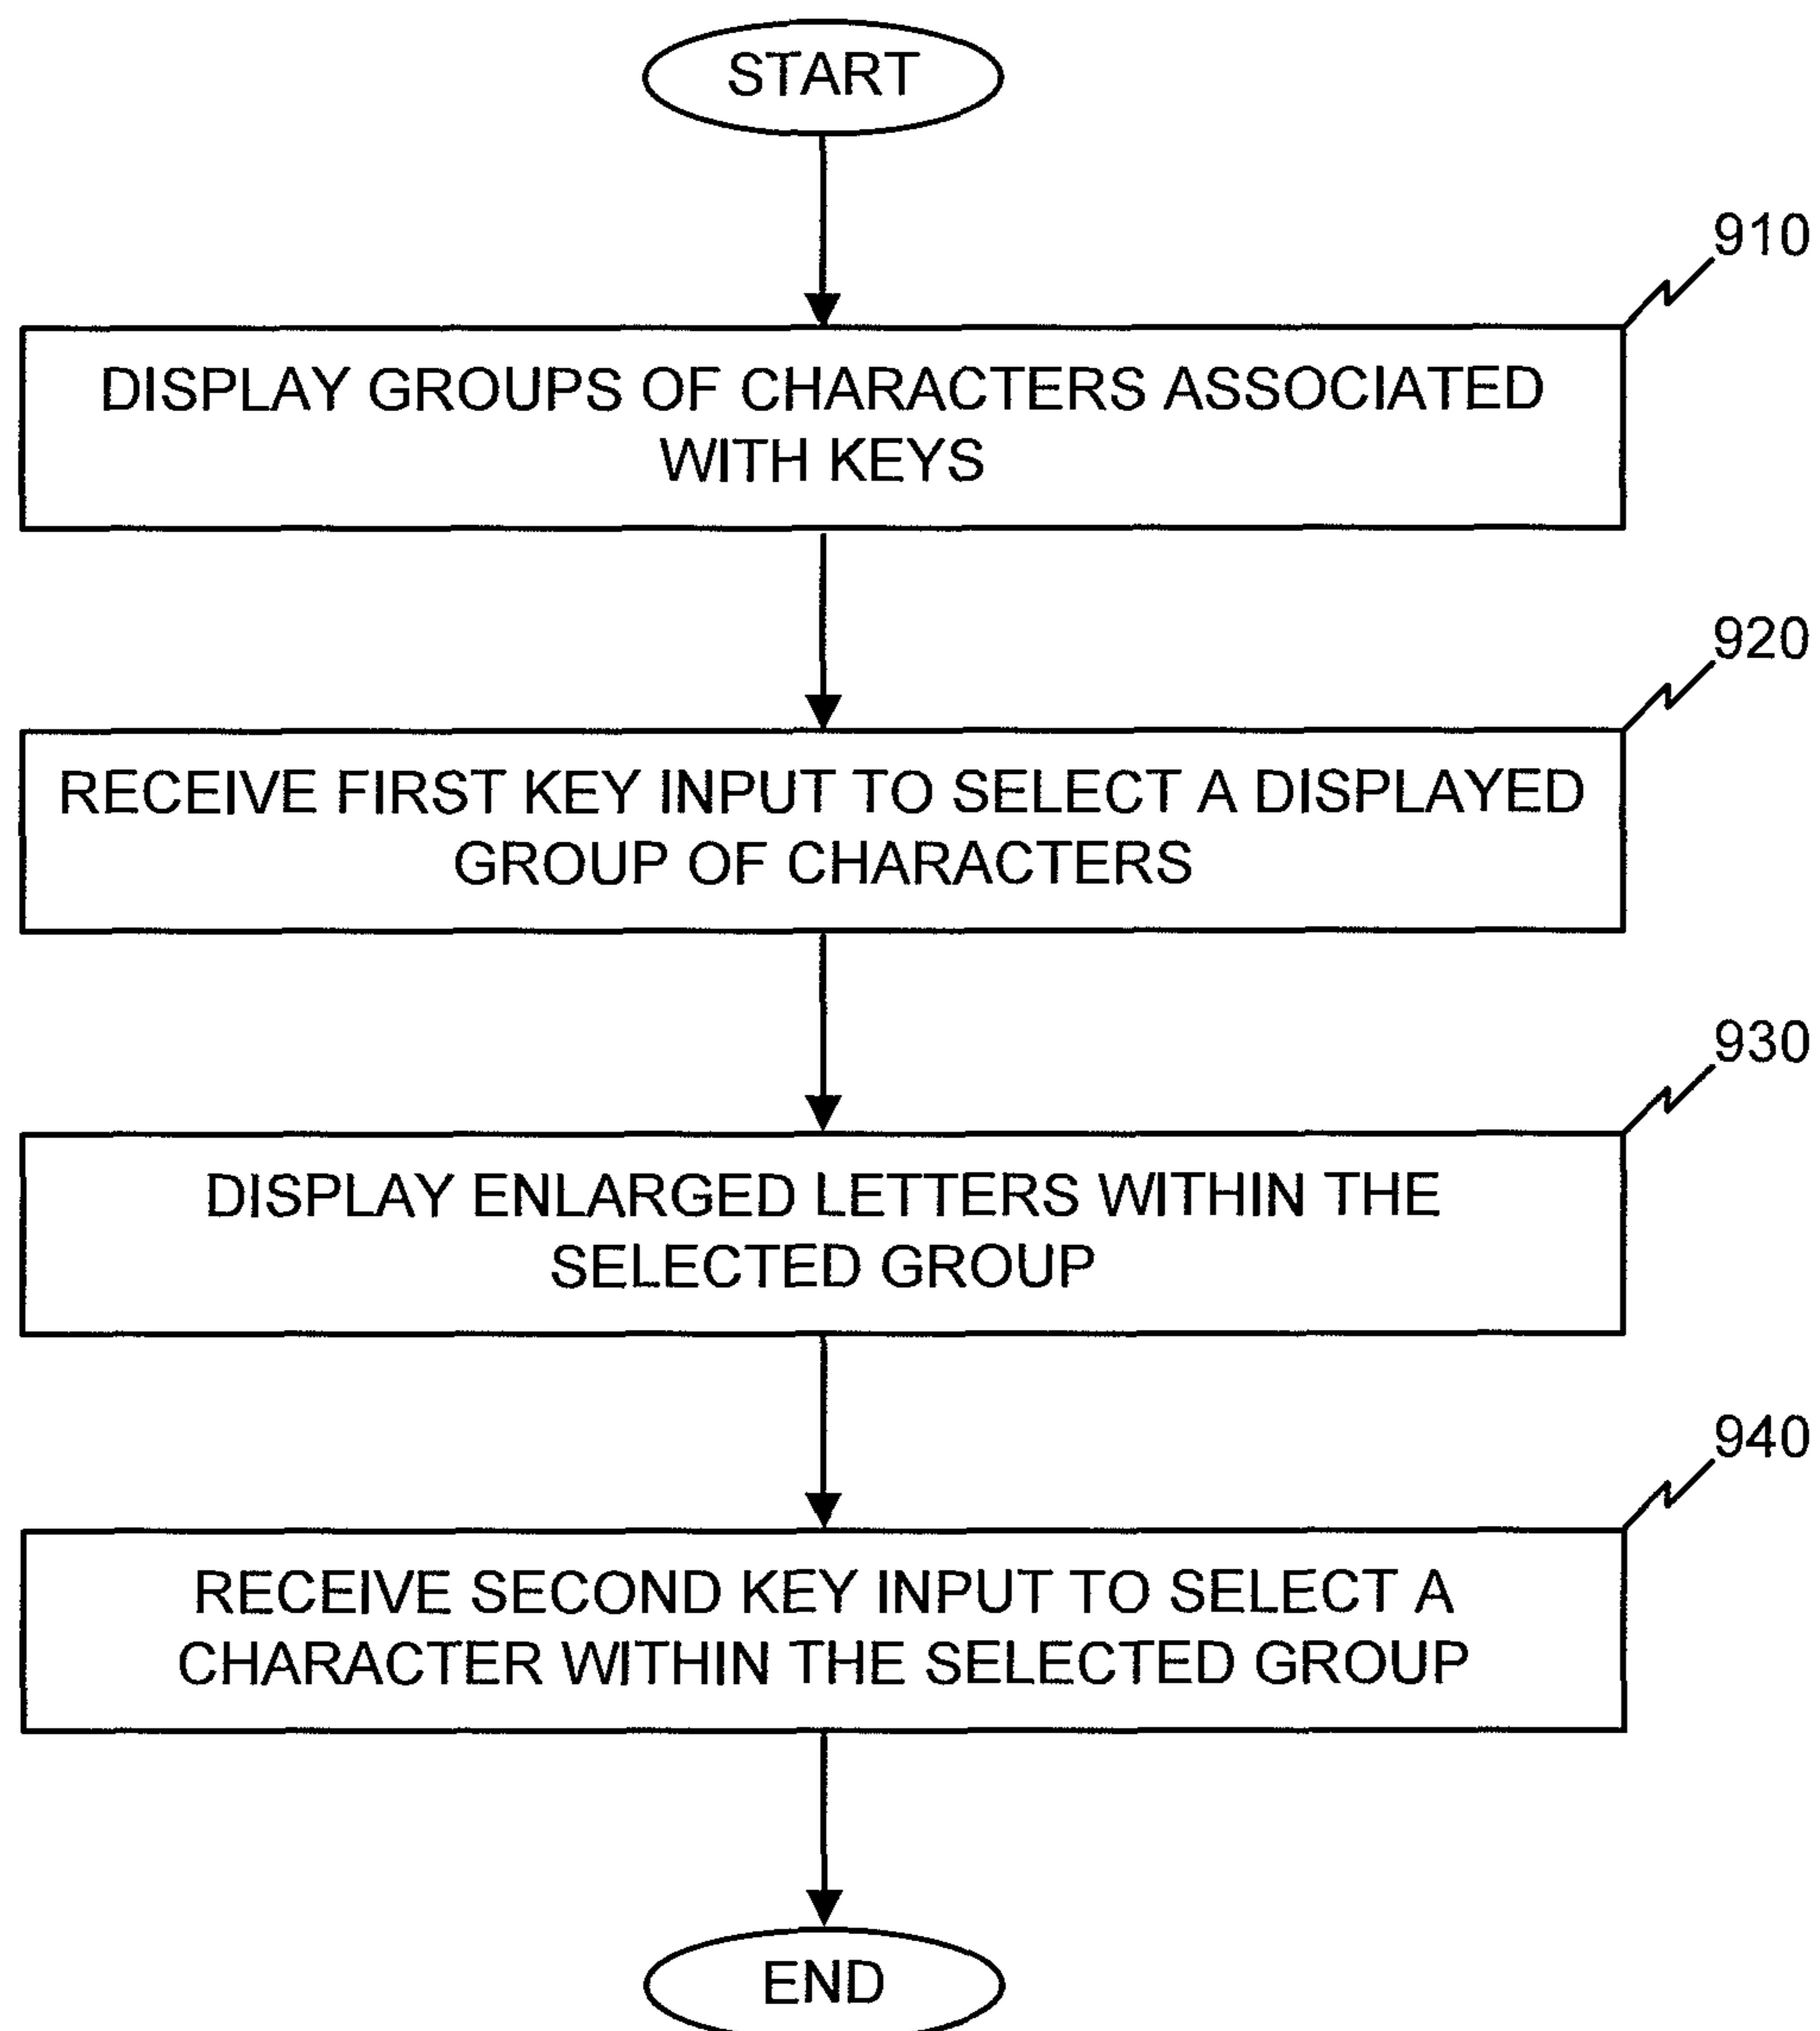 START
910
DISPLAY GROUPS OF CHARACTERS ASSOCIATED
WITH KEYS
920
RECEIVE FIRST KEY INPUT TO SELECT A DISPLAYED
GROUP OF CHARACTERS
930
DISPLAY ENLARGED LETTERS WITHIN THE
SELECTED GROUP
940
RECEIVE SECOND KEY INPUT TO SELECT A
CHARACTER WITHIN THE SELECTED GROUP
END